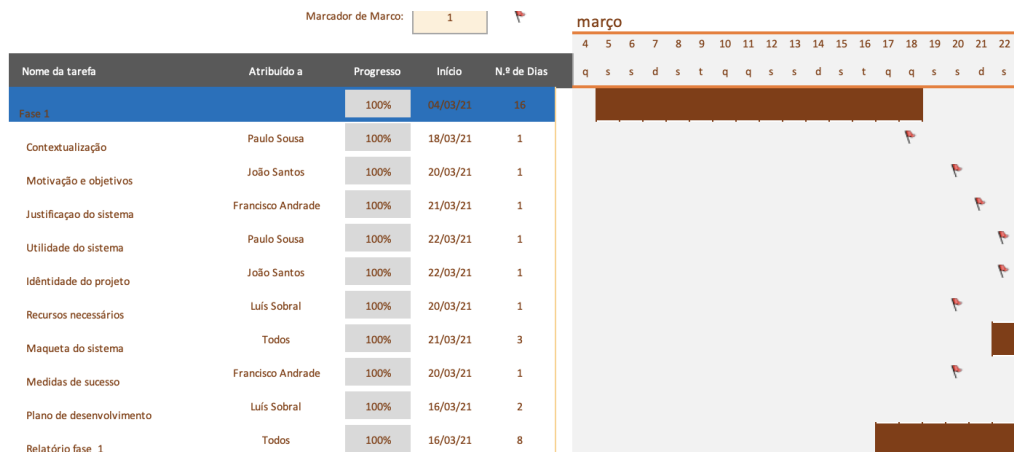 Marcador de Marco: 1
março
4 5 6 7 8 9 10 11 12 13 14 15 16 17 18 19 20 21 22
Nome da tarefa Atribuído a Progresso Início N.º de Dias q s s d s t q q s s d s t q q s s d s
Fase 1 100% 04/03/21 16
Contextualização Paulo Sousa 100% 18/03/21 1
Motivação e objetivos João Santos 100% 20/03/21 1
Justificaçao do sistema Francisco Andrade 100% 21/03/21 1
Utilidade do sistema Paulo Sousa 100% 22/03/21 1
Idêntidade do projeto João Santos 100% 22/03/21 1
Recursos necessários Luís Sobral 100% 20/03/21 1
Maqueta do sistema Todos 100% 21/03/21 3
Medidas de sucesso Francisco Andrade 100% 20/03/21 1
Plano de desenvolvimento Luís Sobral 100% 16/03/21 2
Relatório fase 1 Todos 100% 16/03/21 8